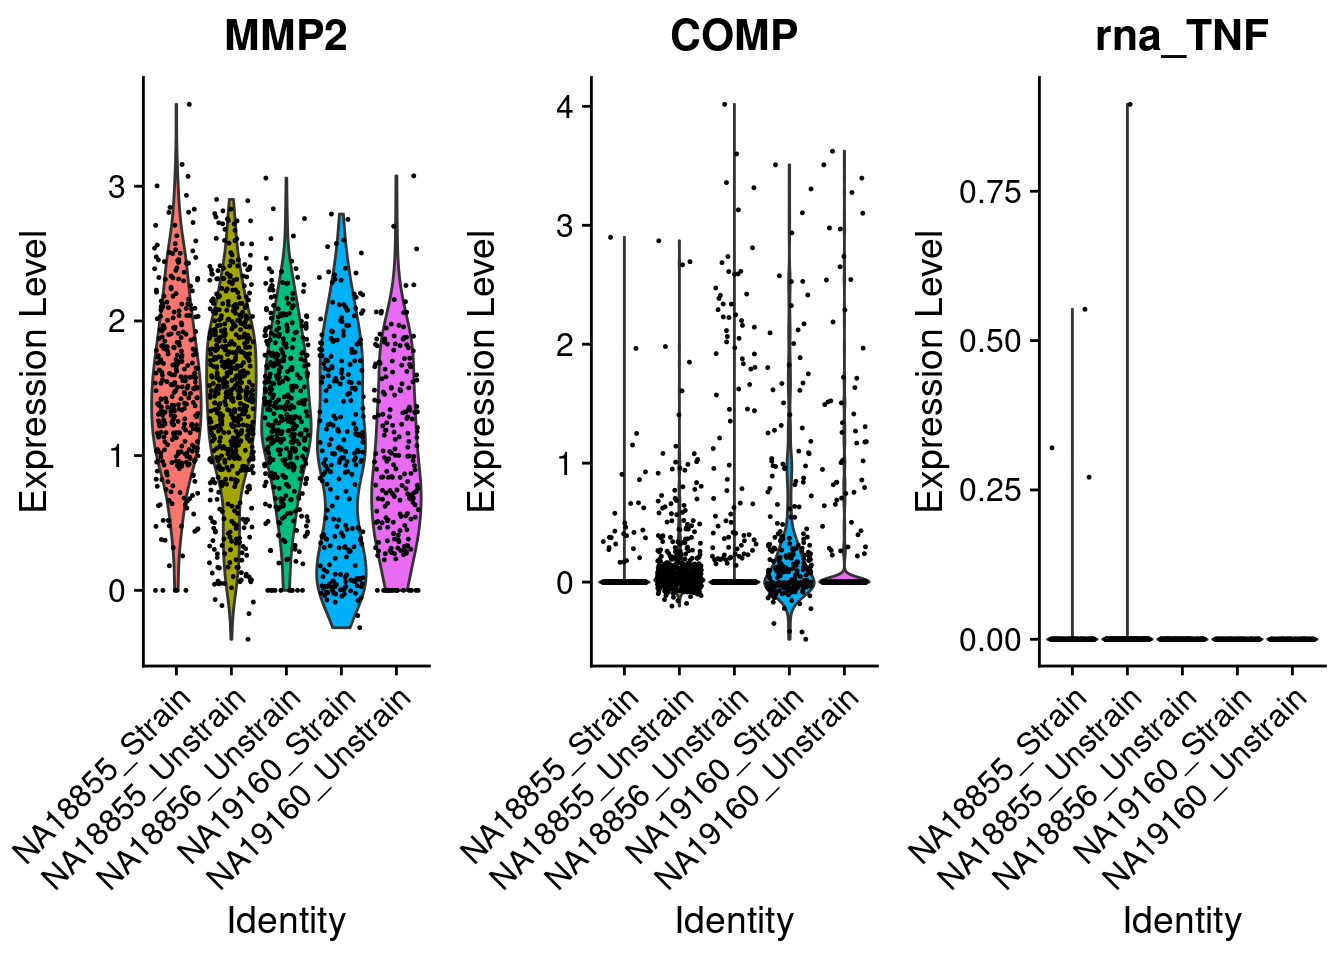 MMP2
Expression Level
3
2
1
0
NA18855_Strain
NA18855_Unstrain
NA18856_Unstrain
NA19160_Strain
NA19160_Unstrain
Identity
COMP
Expression Level
4
3
2
1
0
NA18855_Strain
NA18855_Unstrain
NA18856_Unstrain
NA19160_Strain
NA19160_Unstrain
Identity
rna_TNF
Expression Level
0.75
0.50
0.25
0.00
NA18855_Strain
NA18855_Unstrain
NA18856_Unstrain
NA19160_Strain
NA19160_Unstrain
Identity